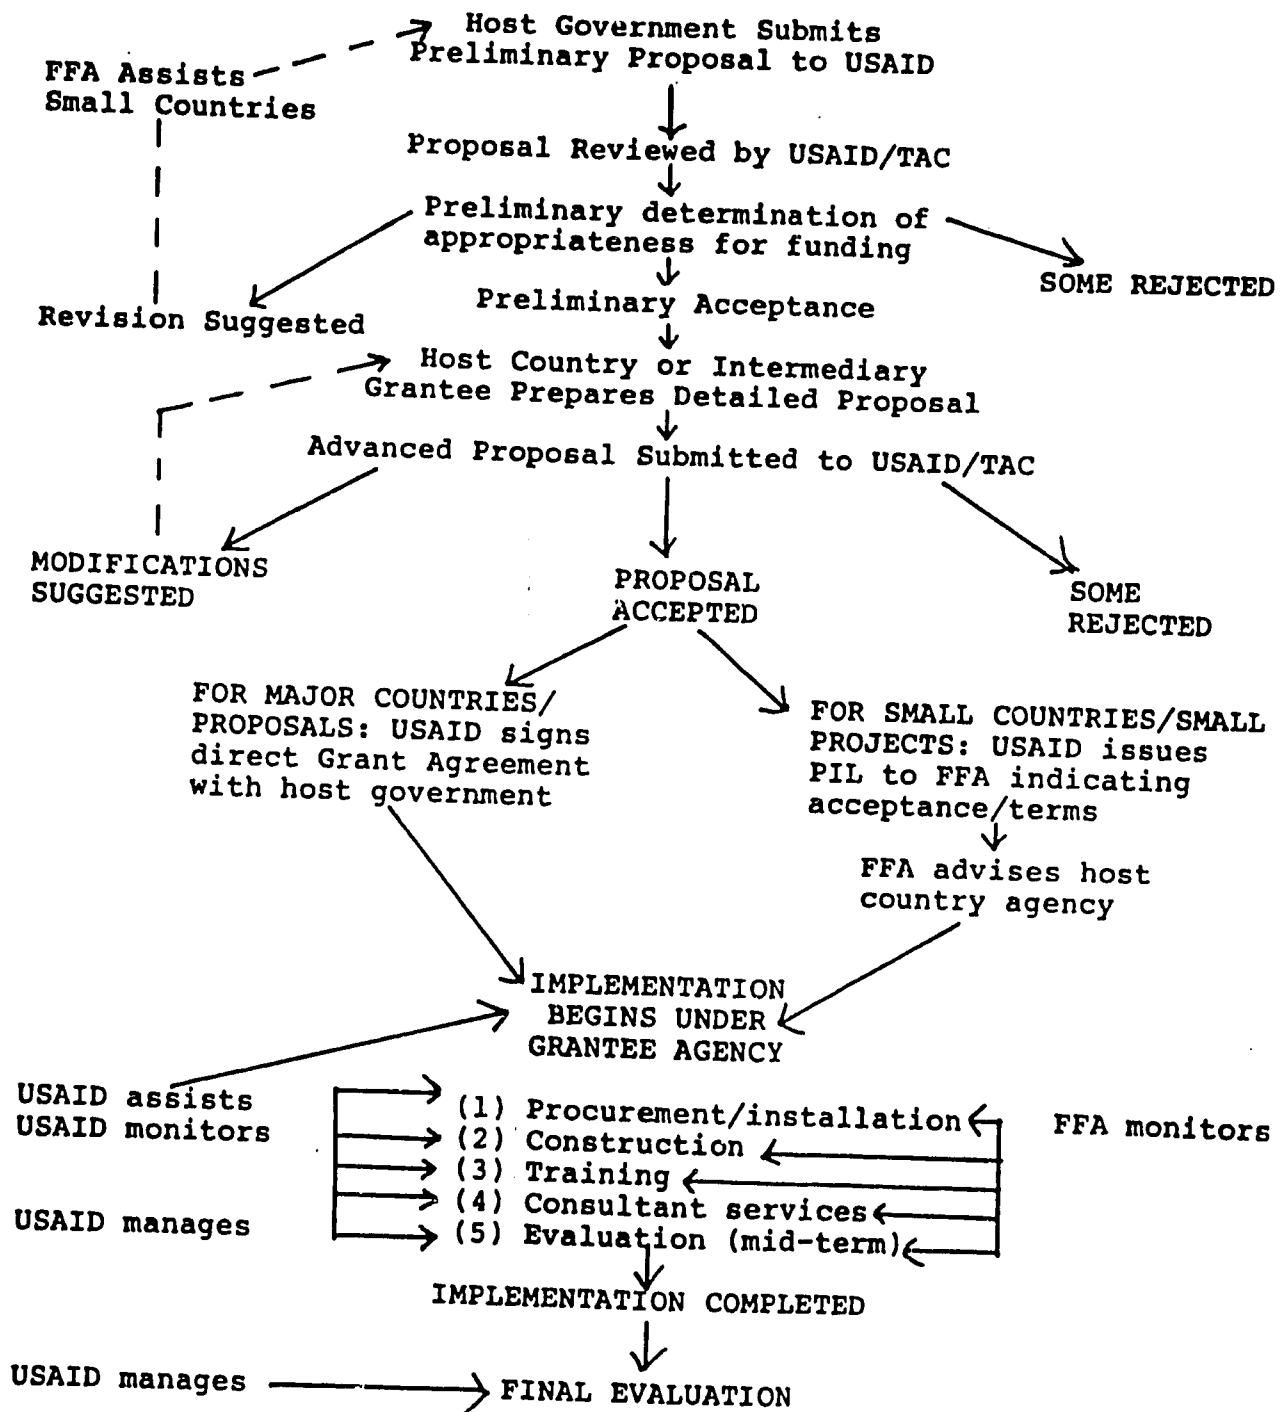 Host Government Submits
Preliminary Proposal to USAID
FFA Assists
Small Countries
Proposal Reviewed by USAID/TAC
Preliminary determination of
appropriateness for funding
SOME REJECTED
Preliminary Acceptance
Revision Suggested
Host Country or Intermediary
Grantee Prepares Detailed Proposal
Advanced Proposal Submitted to USAID/TAC
MODIFICATIONS
SUGGESTED
PROPOSAL
ACCEPTED
SOME
REJECTED
FOR MAJOR COUNTRIES/
PROPOSALS: USAID signs
direct Grant Agreement
with host government
FOR SMALL COUNTRIES/SMALL
PROJECTS: USAID issues
PIL to FFA indicating
acceptance/terms
FFA advises host
country agency
IMPLEMENTATION
BEGINS UNDER
GRANTEE AGENCY
USAID assists
USAID monitors
(1) Procurement/installation
(2) Construction
(3) Training
(4) Consultant services
(5) Evaluation (mid-term)
FFA monitors
USAID manages
IMPLEMENTATION COMPLETED
USAID manages
FINAL EVALUATION